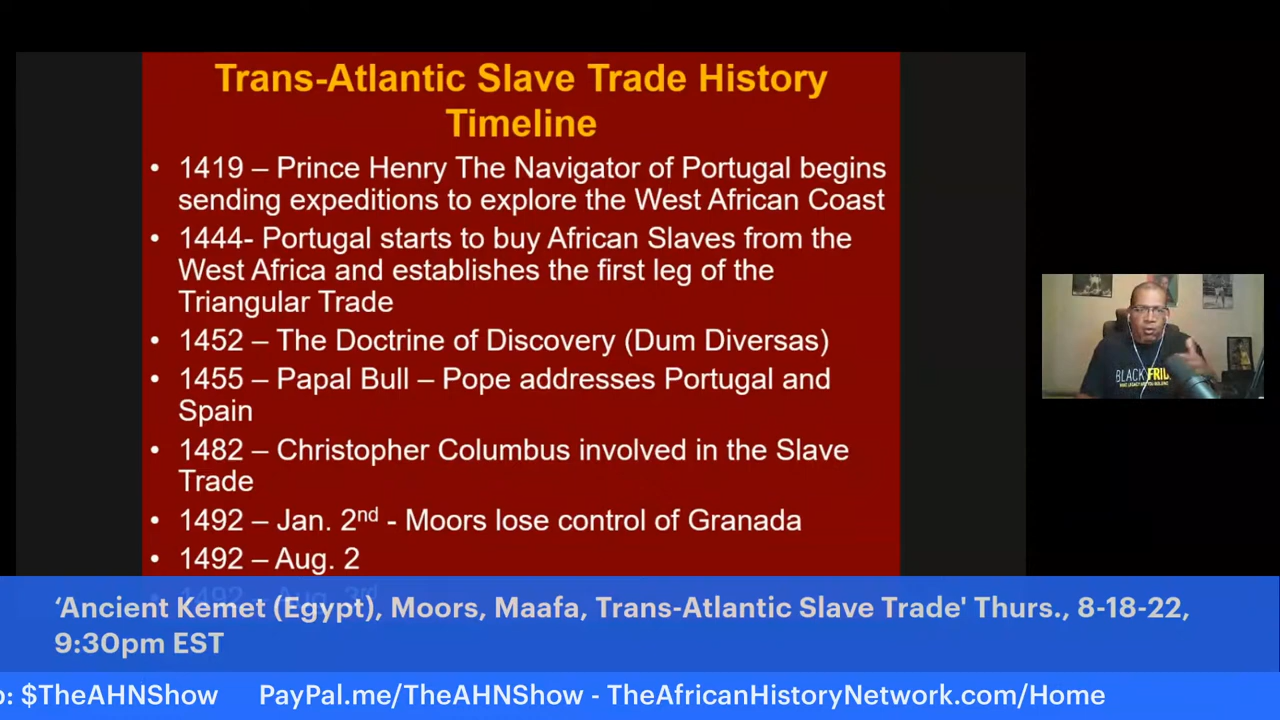 Trans-Atlantic Slave Trade History
Timeline
• 1419 – Prince Henry The Navigator of Portugal begins
sending expeditions to explore the West African Coast
• 1444- Portugal starts to buy African Slaves from the
West Africa and establishes the first leg of the
Triangular Trade
• 1452 – The Doctrine of Discovery (Dum Diversas)
• 1455 – Papal Bull – Pope addresses Portugal and
Spain
• 1482 – Christopher Columbus involved in the Slave
Trade
• 1492 – Jan. 2nd - Moors lose control of Granada
• 1492 – Aug. 2
• 1492 – Aug. 3rd
BLACK FRID
‘Ancient Kemet (Egypt), Moors, Maafa, Trans-Atlantic Slave Trade' Thurs., 8-18-22,
9:30pm EST
p: $TheAHNShow PayPal.me/TheAHNShow - TheAfricanHistoryNetwork.com/Home